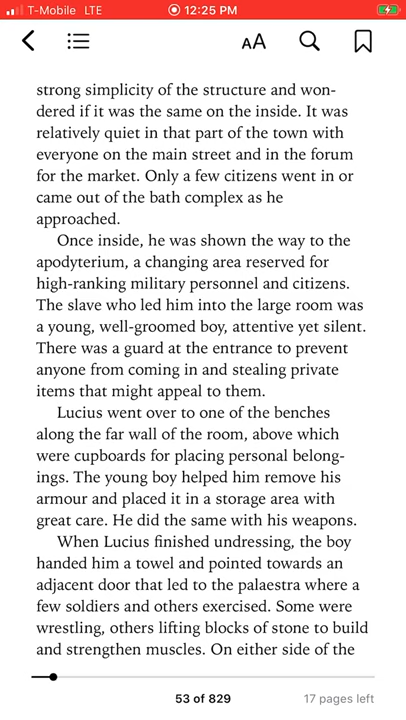 T-Mobile LTE 12:25 PM
AA
strong simplicity of the structure and won-
dered if it was the same on the inside. It was
relatively quiet in that part of the town with
everyone on the main street and in the forum
for the market. Only a few citizens went in or
came out of the bath complex as he
approached.
Once inside, he was shown the way to the
apodyterium, a changing area reserved for
high-ranking military personnel and citizens.
The slave who led him into the large room was
a young, well-groomed boy, attentive yet silent.
There was a guard at the entrance to prevent
anyone from coming in and stealing private
items that might appeal to them.
Lucius went over to one of the benches
along the far wall of the room, above which
were cupboards for placing personal belong-
ings. The young boy helped him remove his
armour and placed it in a storage area with
great care. He did the same with his weapons.
When Lucius finished undressing, the boy
handed him a towel and pointed towards an
adjacent door that led to the palaestra where a
few soldiers and others exercised. Some were
wrestling, others lifting blocks of stone to build
and strengthen muscles. On either side of the
53 of 829 17 pages left